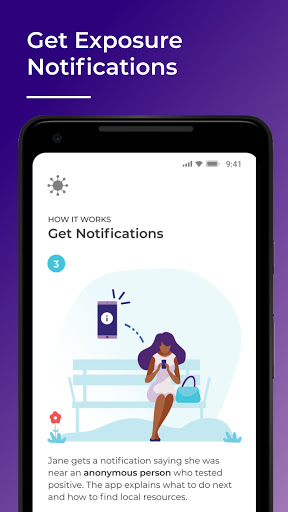 Get Exposure
Notifications
9:41
HOW IT WORKS
Get Notifications
3
Jane gets a notification saying she was
near an anonymous person who tested
positive. The app explains what to do next
and how to find local resources.